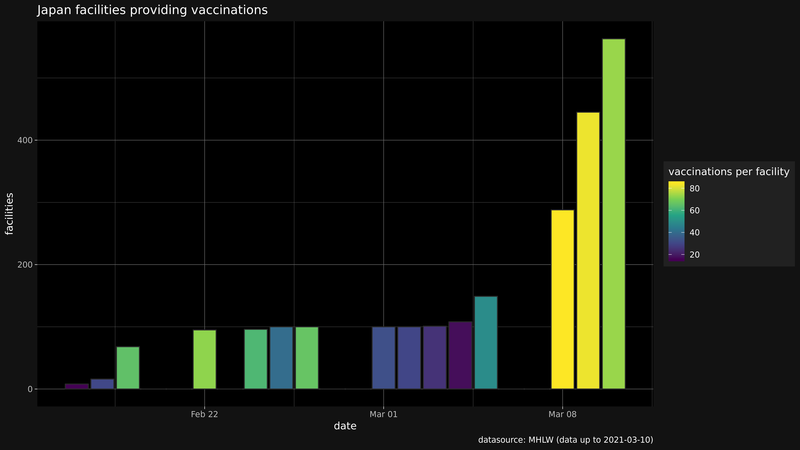 Japan facilities providing vaccinations
facilities
400
200
0
Feb 22
Mar 01
Mar 08
date
vaccinations per facility
80
60
40
20
datasource: MHLW (data up to 2021-03-10)